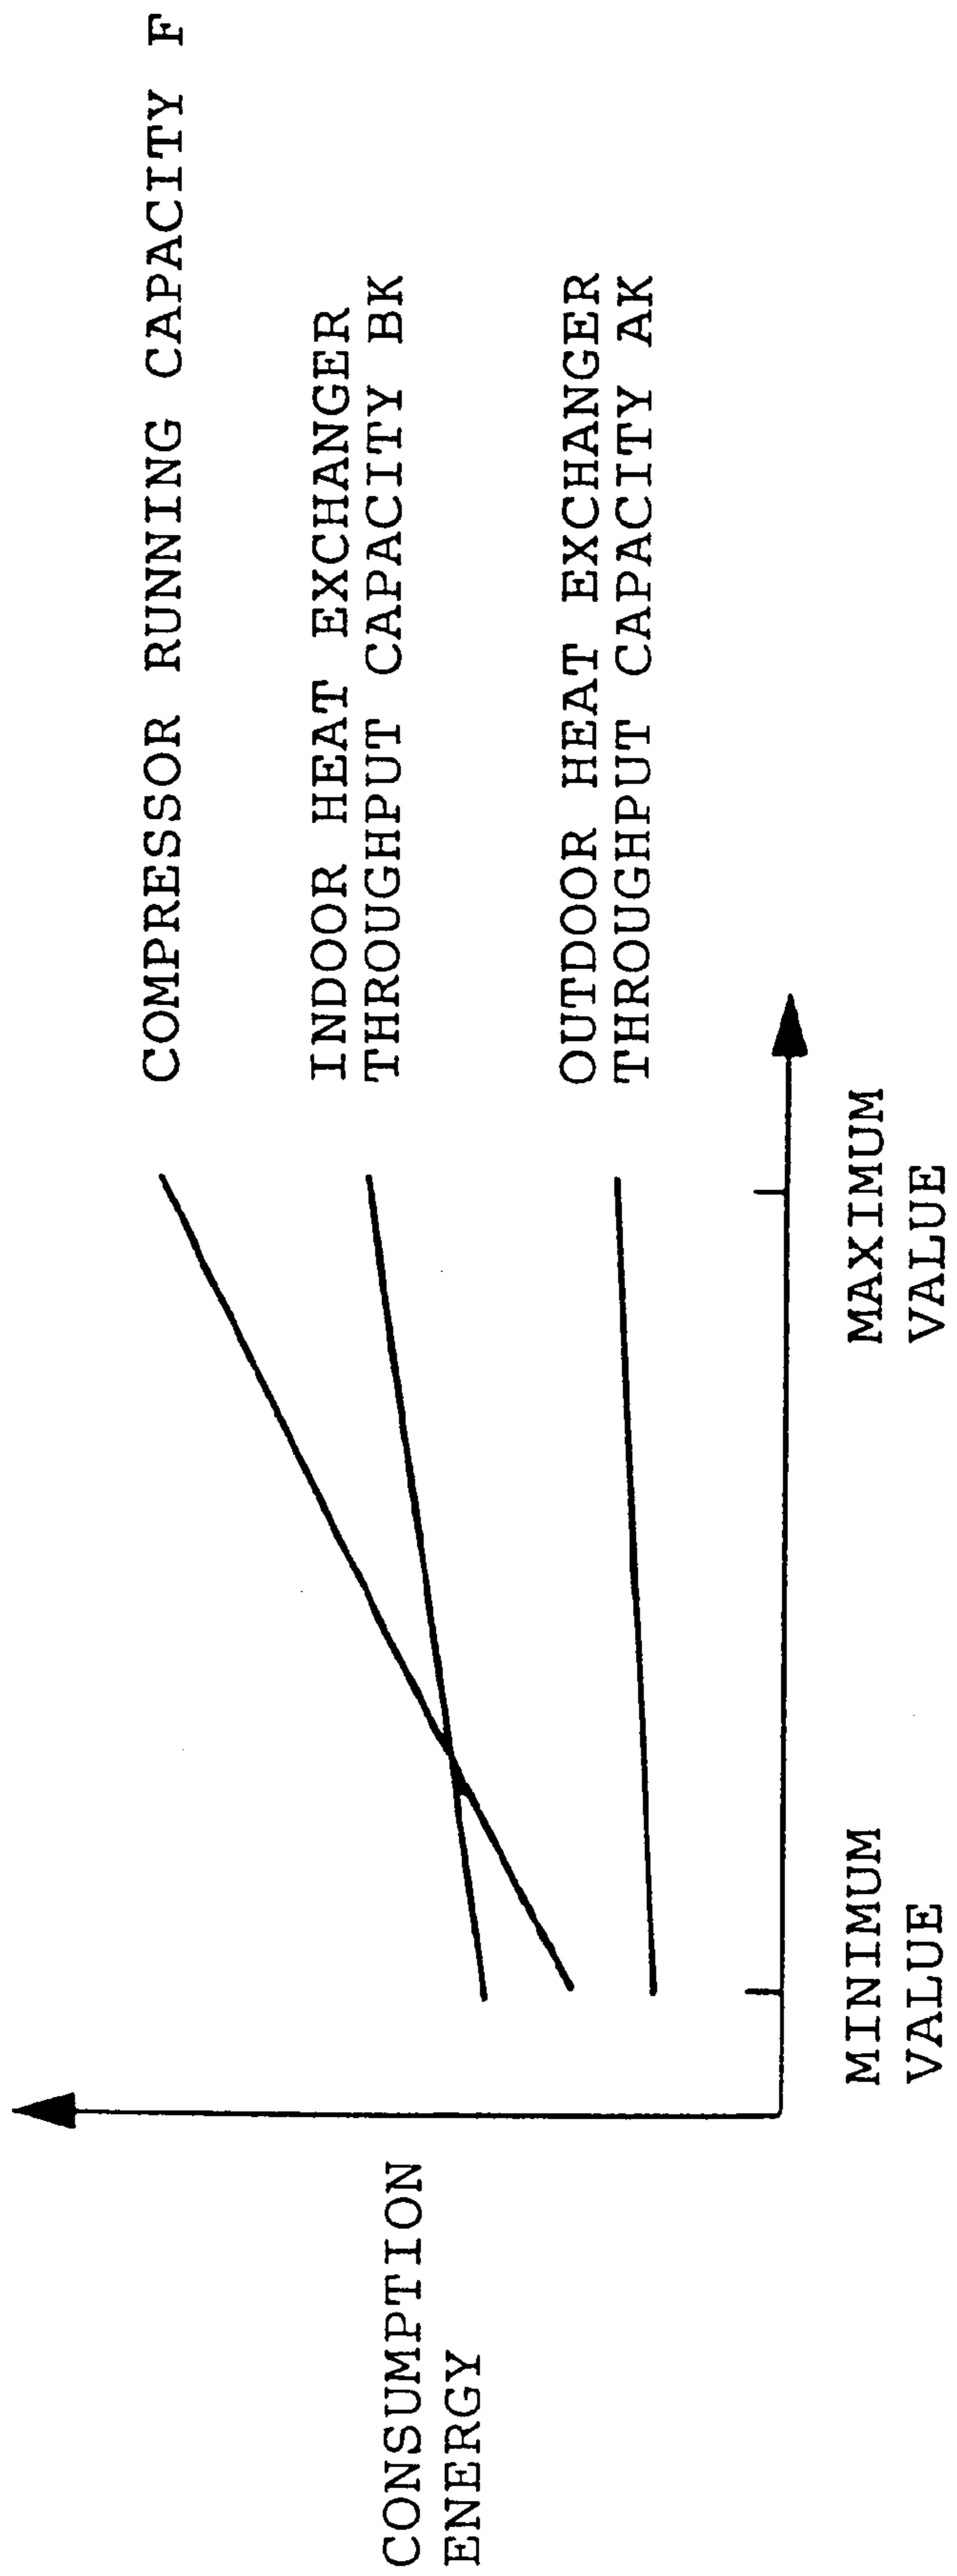 CONSUMPTION
ENERGY
COMPRESSOR RUNNING CAPACITY F
INDOOR HEAT EXCHANGER
THROUGHPUT CAPACITY BK
OUTDOOR HEAT EXCHANGER
THROUGHPUT CAPACITY AK
MINIMUM
VALUE
MAXIMUM
VALUE